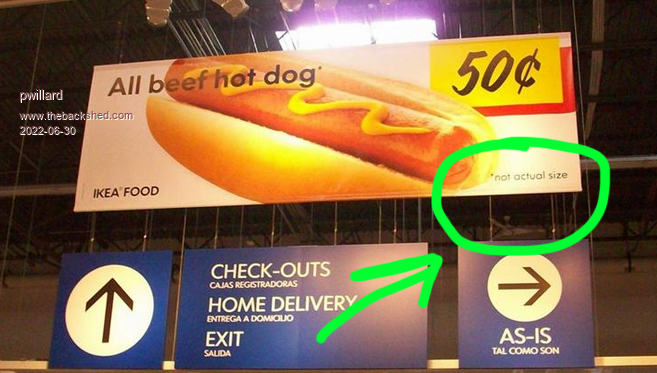 pwillard
www.thebackshed.com
2022-06-30
All beef hot dog*
50¢
*not actual size
IKEA® FOOD
CHECK-OUTS
CAJAS REGISTRADORAS
HOME DELIVERY
ENTREGA A DOMICILIO
EXIT
SALIDA
AS-IS
TAL COMO SON